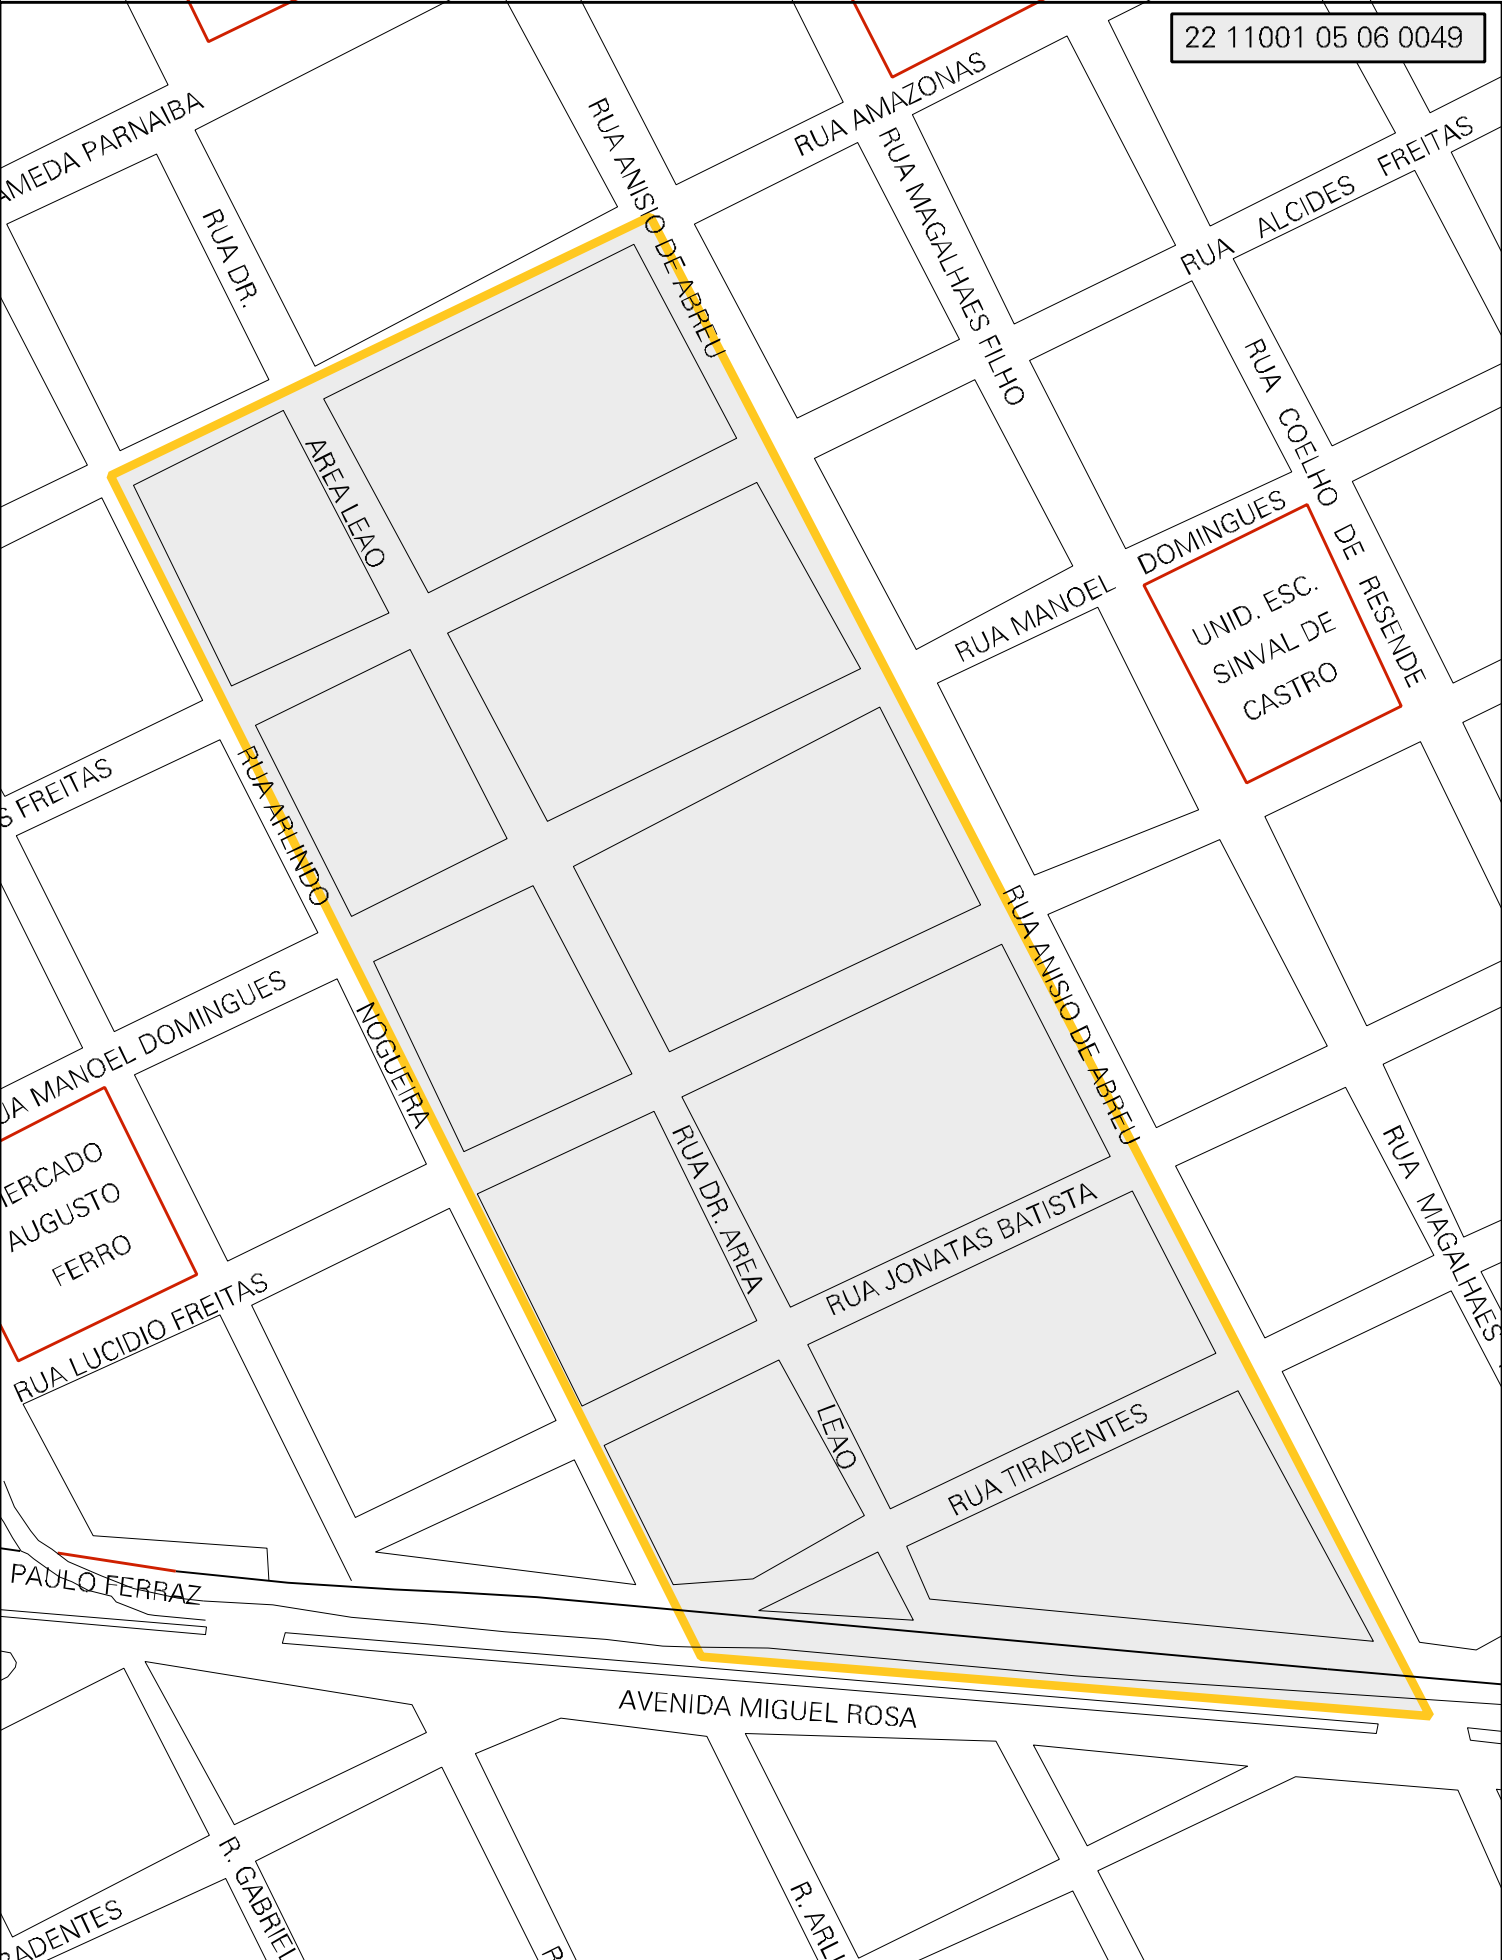 22 11001 05 06 0049
RUA AMAZONAS
AMEDA PARNAIBA
RUA ANISIO DE ABREU
RUA MAGALHAES FILHO
RUA ALCIDES FREITAS
RUA DR.
AREA LEAO
RUA COELHO DE RESENDE
RUA MANOEL DOMINGUES
UNID. ESC.
SINVAL DE
CASTRO
S FREITAS
RUA ARLINDO
NOGUEIRA
RUA ANISIO DE ABREU
UA MANOEL DOMINGUES
ERCADO
AUGUSTO
FERRO
RUA DR. AREA
LEAO
RUA JONATAS BATISTA
RUA MAGALHAES
RUA LUCIDIO FREITAS
RUA TIRADENTES
PAULO FERRAZ
AVENIDA MIGUEL ROSA
R. GABRIEL
R. ARLI
R
ADENTES